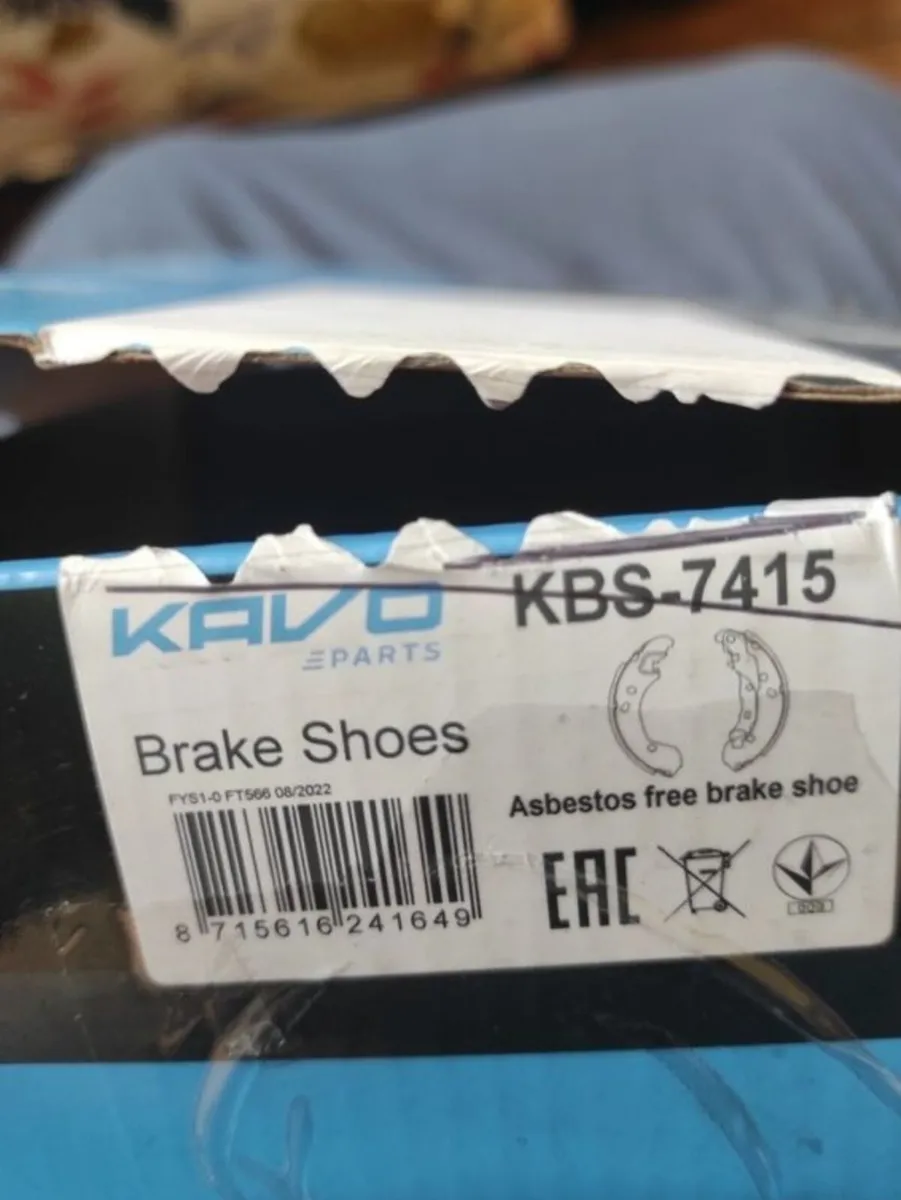 KAVO
PARTS
KBS-7415
Brake Shoes
FYS1-0 FT566 08/2022
Asbestos free brake shoe
8 715616 241649
EAC